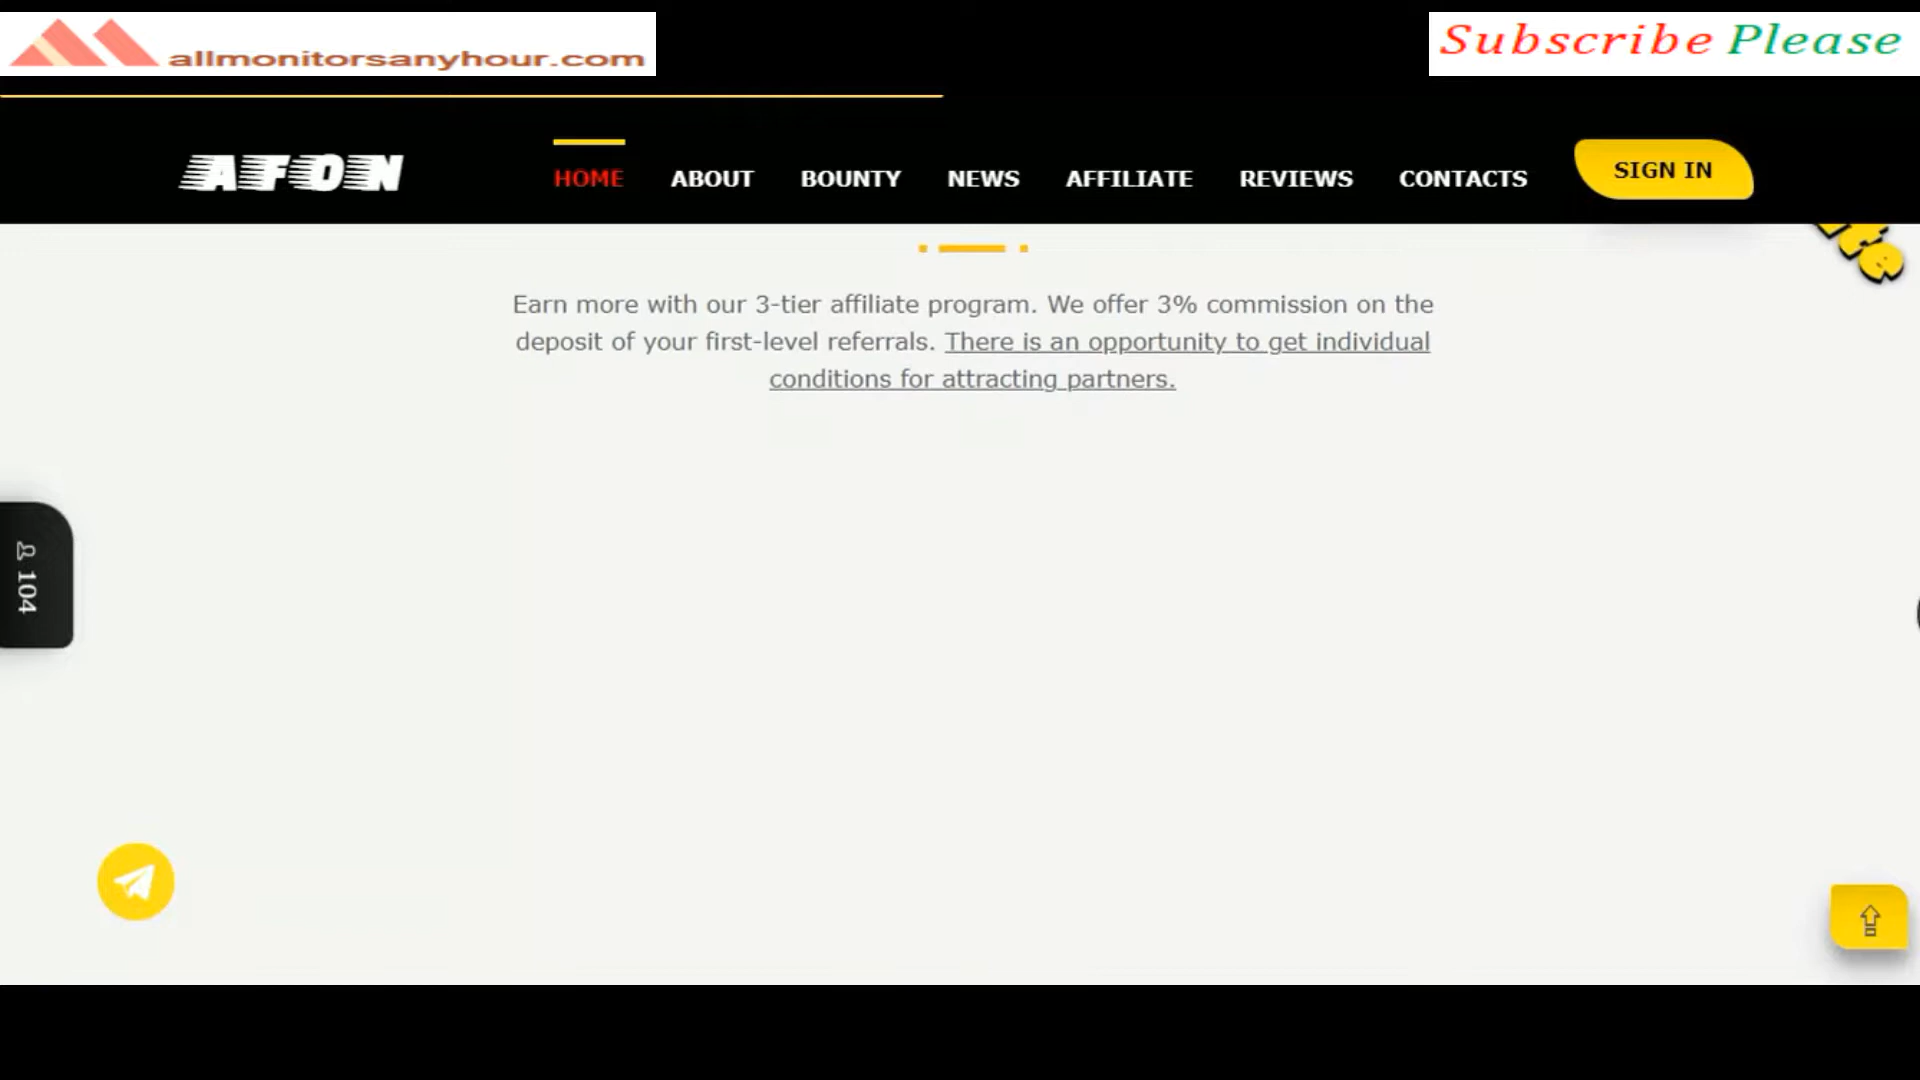 allmonitorsanyhour.com
Subscribe Please
AFON
HOME ABOUT BOUNTY NEWS AFFILIATE REVIEWS CONTACTS SIGN IN
Earn more with our 3-tier affiliate program. We offer 3% commission on the
deposit of your first-level referrals. There is an opportunity to get individual
conditions for attracting partners.
104